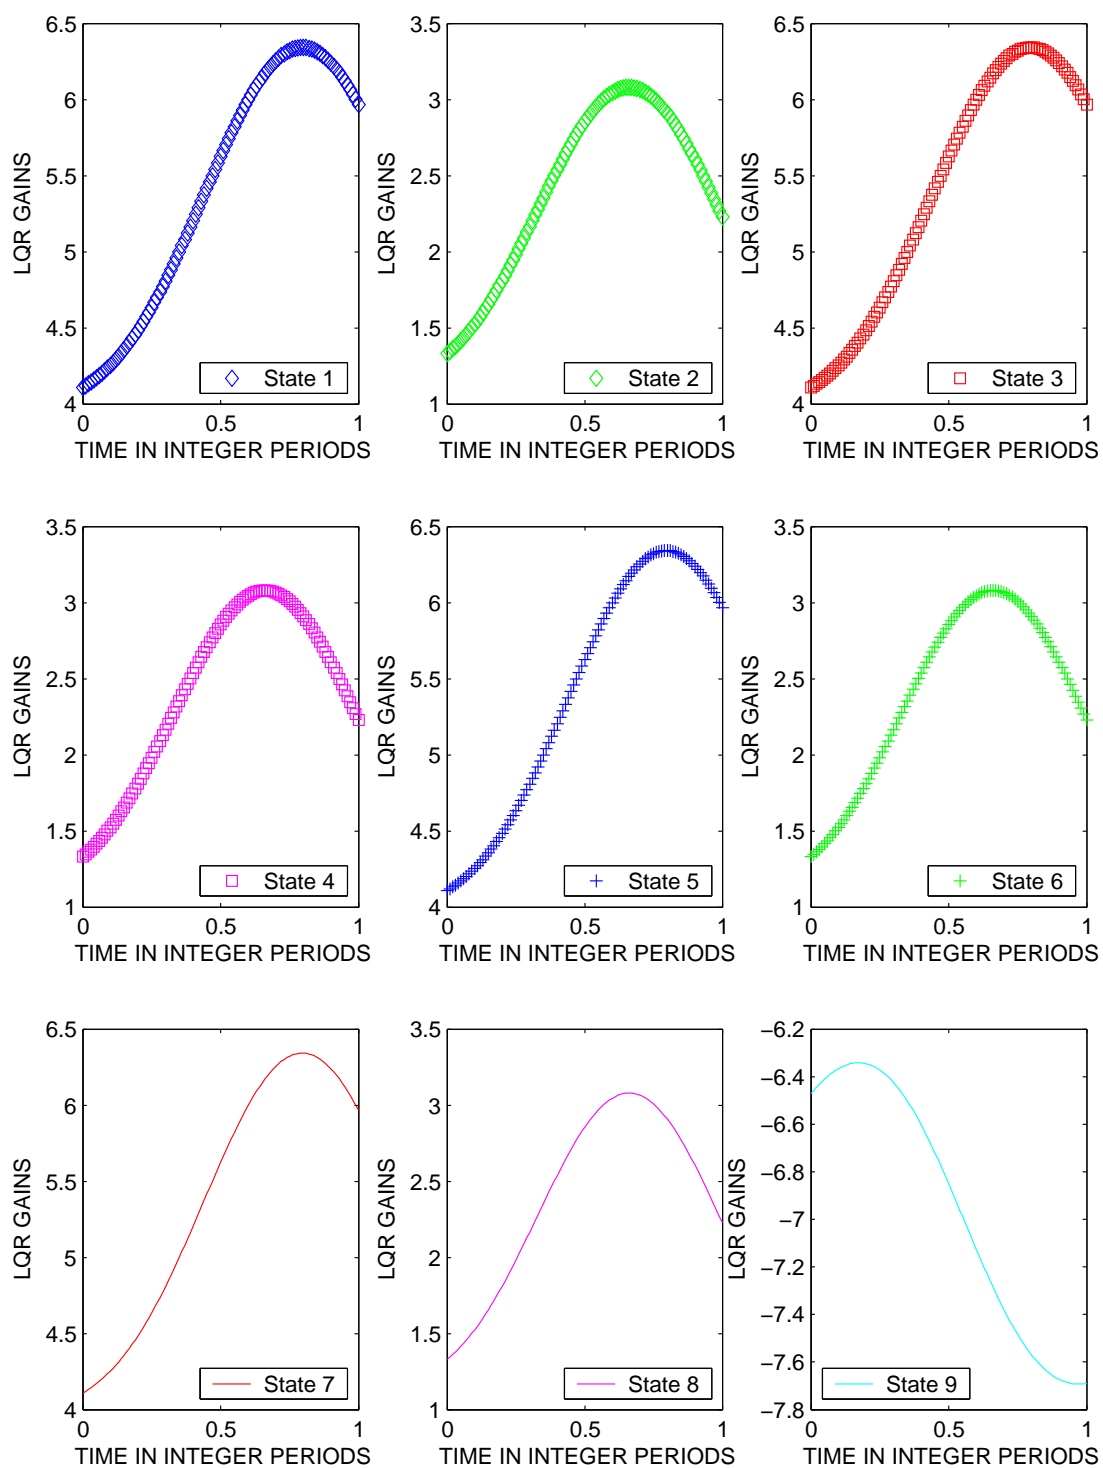 6.5
6
5.5
5
4.5
4
LQR GAINS
State 1
0 0.5 1
TIME IN INTEGER PERIODS
3.5
3
2.5
2
1.5
1
LQR GAINS
State 2
0 0.5 1
TIME IN INTEGER PERIODS
6.5
6
5.5
5
4.5
4
LQR GAINS
State 3
0 0.5 1
TIME IN INTEGER PERIODS
3.5
3
2.5
2
1.5
1
LQR GAINS
State 4
0 0.5 1
TIME IN INTEGER PERIODS
6.5
6
5.5
5
4.5
4
LQR GAINS
State 5
0 0.5 1
TIME IN INTEGER PERIODS
3.5
3
2.5
2
1.5
1
LQR GAINS
State 6
0 0.5 1
TIME IN INTEGER PERIODS
6.5
6
5.5
5
4.5
4
LQR GAINS
State 7
0 0.5 1
TIME IN INTEGER PERIODS
3.5
3
2.5
2
1.5
1
LQR GAINS
State 8
0 0.5 1
TIME IN INTEGER PERIODS
−6.2
−6.4
−6.6
−6.8
−7
−7.2
−7.4
−7.6
−7.8
LQR GAINS
State 9
0 0.5 1
TIME IN INTEGER PERIODS